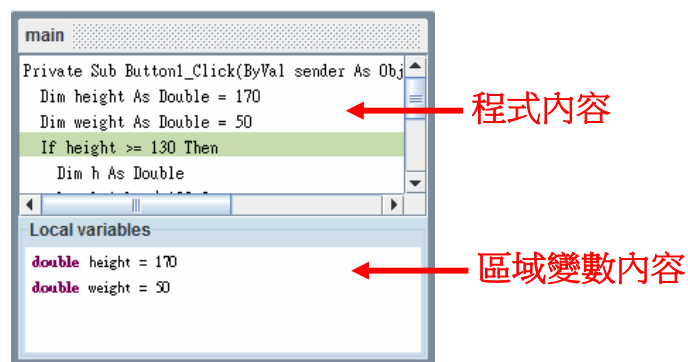 main
Private Sub Button1_Click(ByVal sender As Obj
Dim height As Double = 170
Dim weight As Double = 50
If height >= 130 Then
Dim h As Double
程式內容
Local variables
double height = 170
double weight = 50
區域變數內容